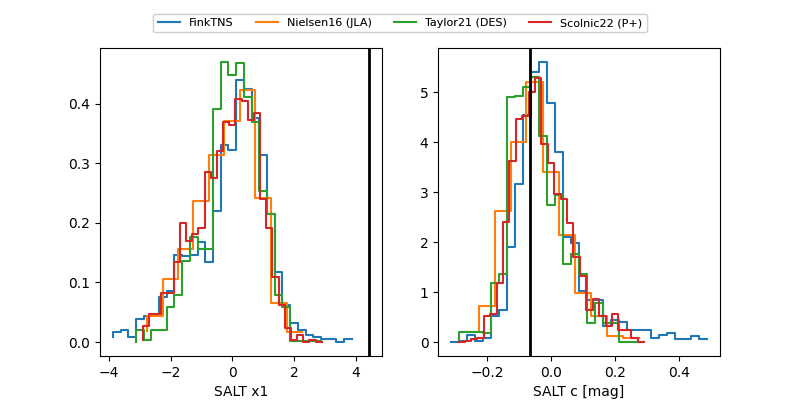 FinkTNS Nielsen16 (JLA) Taylor21 (DES) Scolnic22 (P+)
0.4
0.3
0.2
0.1
0.0
−4 −2 0 2 4
SALT x1
5
4
3
2
1
0
−0.2 0.0 0.2 0.4
SALT c [mag]